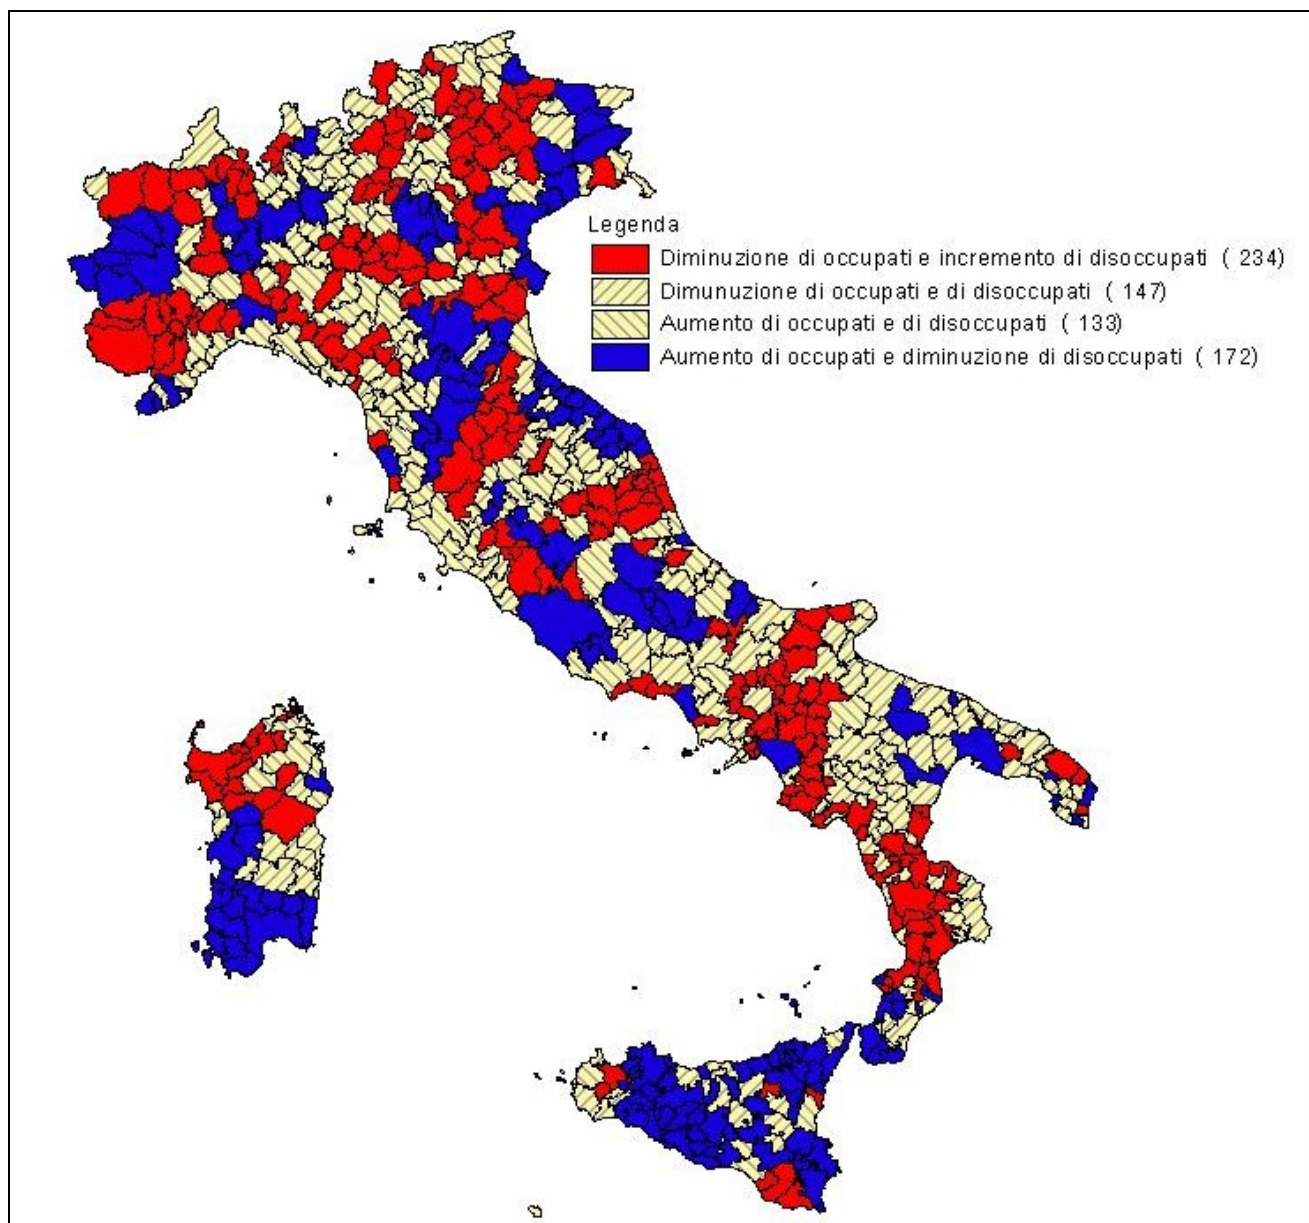 Legenda
Diminuzione di occupati e incremento di disoccupati ( 234)
Dimunuzione di occupati e di disoccupati ( 147)
Aumento di occupati e di disoccupati ( 133)
Aumento di occupati e diminuzione di disoccupati ( 172)